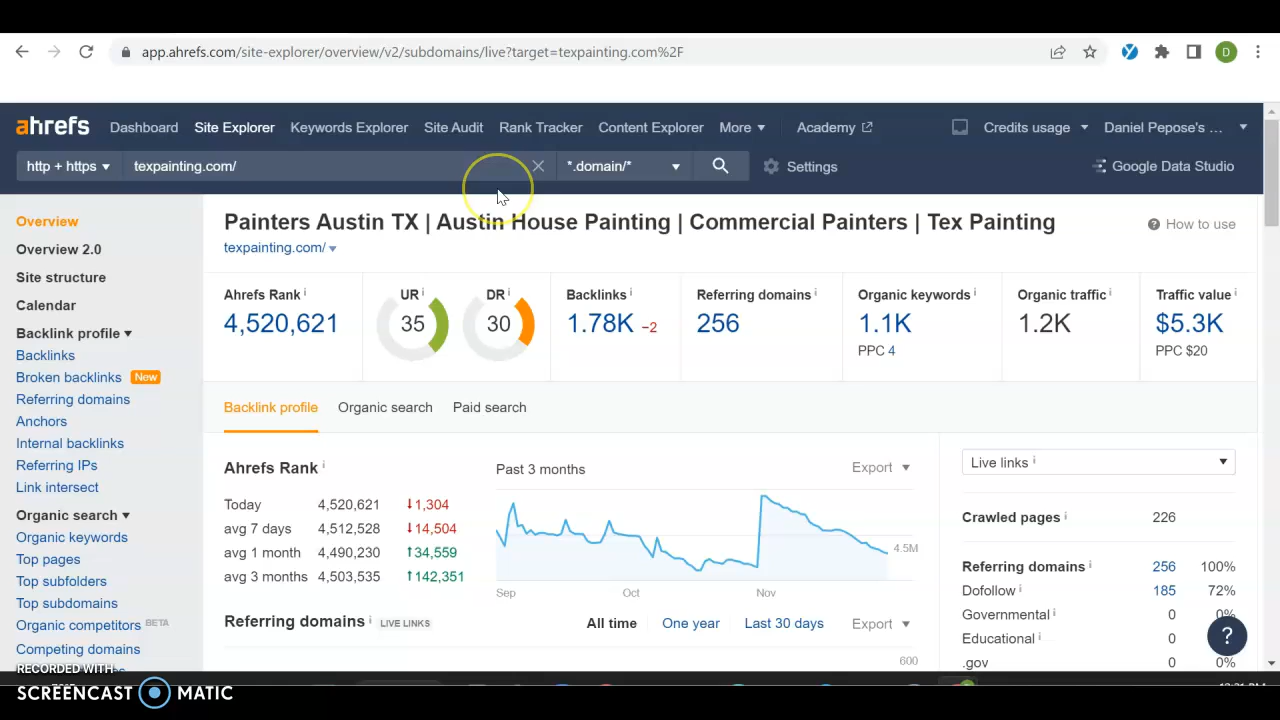 app.ahrefs.com/site-explorer/overview/v2/subdomains/live?target=texpainting.com%2F
D
ahrefs Dashboard Site Explorer Keywords Explorer Site Audit Rank Tracker Content Explorer More Academy Credits usage Daniel Pepose's ...
http + https texpainting.com/ *.domain/* Settings Google Data Studio
Overview
Overview 2.0
Site structure
Calendar
Backlink profile
Backlinks
Broken backlinks New
Referring domains
Anchors
Internal backlinks
Referring IPs
Link intersect
Organic search
Organic keywords
Top pages
Top subfolders
Top subdomains
Organic competitors BETA
Competing domains
Painters Austin TX | Austin House Painting | Commercial Painters | Tex Painting
How to use
texpainting.com/
Ahrefs Rank UR DR Backlinks Referring domains Organic keywords Organic traffic Traffic value
4,520,621 35 30 1.78K −2 256 1.1K 1.2K $5.3K
PPC 4 PPC $20
Backlink profile Organic search Paid search
Ahrefs Rank Past 3 months Export
Today 4,520,621 ↓1,304
avg 7 days 4,512,528 ↓14,504
avg 1 month 4,490,230 ↑34,559
avg 3 months 4,503,535 ↑142,351
4.5M
Sep Oct Nov
Referring domains LIVE LINKS All time One year Last 30 days Export
600
Live links
Crawled pages 226
Referring domains 256 100%
Dofollow 185 72%
Governmental 0 0%
Educational 0
.gov 0 0%
?
RECORDED WITH
SCREENCAST MATIC